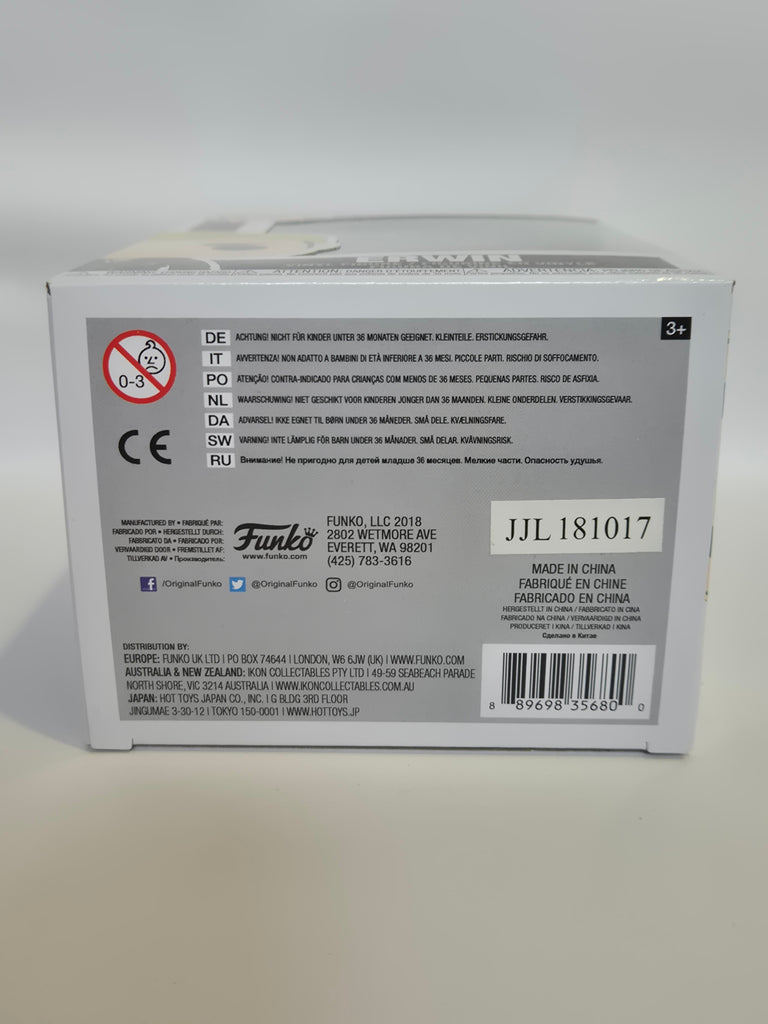 ERWIN
ATTENTION: DANGER D'ÉTOUFFEMENT
ADVERTENCIA:
3+
0-3
DE ACHTUNG! NICHT FÜR KINDER UNTER 36 MONATEN GEEIGNET. KLEINTEILE. ERSTICKUNGSGEFAHR.
IT AVVERTENZA! NON ADATTO A BAMBINI DI ETÀ INFERIORE A 36 MESI. PICCOLE PARTI. RISCHIO DI SOFFOCAMENTO.
PO ATENÇÃO! CONTRA-INDICADO PARA CRIANÇAS COM MENOS DE 36 MESES. PEQUENAS PARTES. RISCO DE ASFIXIA.
NL WAARSCHUWING! NIET GESCHIKT VOOR KINDEREN JONGER DAN 36 MAANDEN. KLEINE ONDERDELEN. VERSTIKKINGSGEVAAR.
DA ADVARSEL! IKKE EGNET TIL BØRN UNDER 36 MÅNEDER. SMÅ DELE. KVÆLNINGSFARE.
SW VARNING! INTE LÄMPLIG FÖR BARN UNDER 36 MÅNADER. SMÅ DELAR. KVÄVNINGSRISK.
RU Внимание! Не пригодно для детей младше 36 месяцев. Мелкие части. Опасность удушья.
CE
MANUFACTURED BY • FABRIQUÉ PAR:
FABRICADO POR • HERGESTELLT DURCH:
FABBRICATO DA • FABRICADO POR:
VERVAARDIGD DOOR • FREMSTILLET AF:
TILLVERKAD AV • Производитель:
Funko
www.funko.com
FUNKO, LLC 2018
2802 WETMORE AVE
EVERETT, WA 98201
(425) 783-3616
/OriginalFunko @OriginalFunko @OriginalFunko
JJL 181017
MADE IN CHINA
FABRIQUÉ EN CHINE
FABRICADO EN CHINA
HERGESTELLT IN CHINA / FABBRICATO IN CINA
FABRICADO NA CHINA / VERVAARDIGD IN CHINA
PRODUCERET I KINA / TILLVERKAD I KINA
Сделано в Китае
DISTRIBUTION BY:
EUROPE: FUNKO UK LTD | PO BOX 74644 | LONDON, W6 6JW (UK) | WWW.FUNKO.COM
AUSTRALIA & NEW ZEALAND: IKON COLLECTABLES PTY LTD | 49-59 SEABEACH PARADE
NORTH SHORE, VIC 3214 AUSTRALIA | WWW.IKONCOLLECTABLES.COM.AU
JAPAN: HOT TOYS JAPAN CO., INC. | G BLDG 3RD FLOOR
JINGUMAE 3-30-12 | TOKYO 150-0001 | WWW.HOTTOYS.JP
8 89698 35680 0